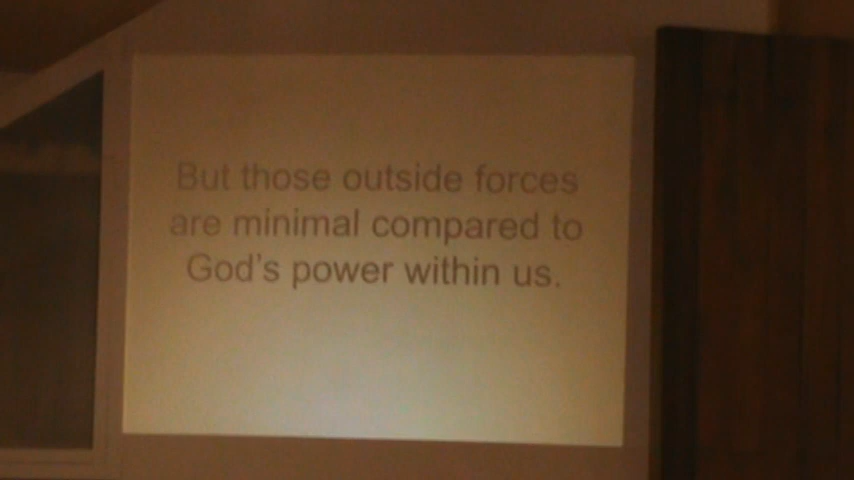 But those outside forces
are minimal compared to
God's power within us.